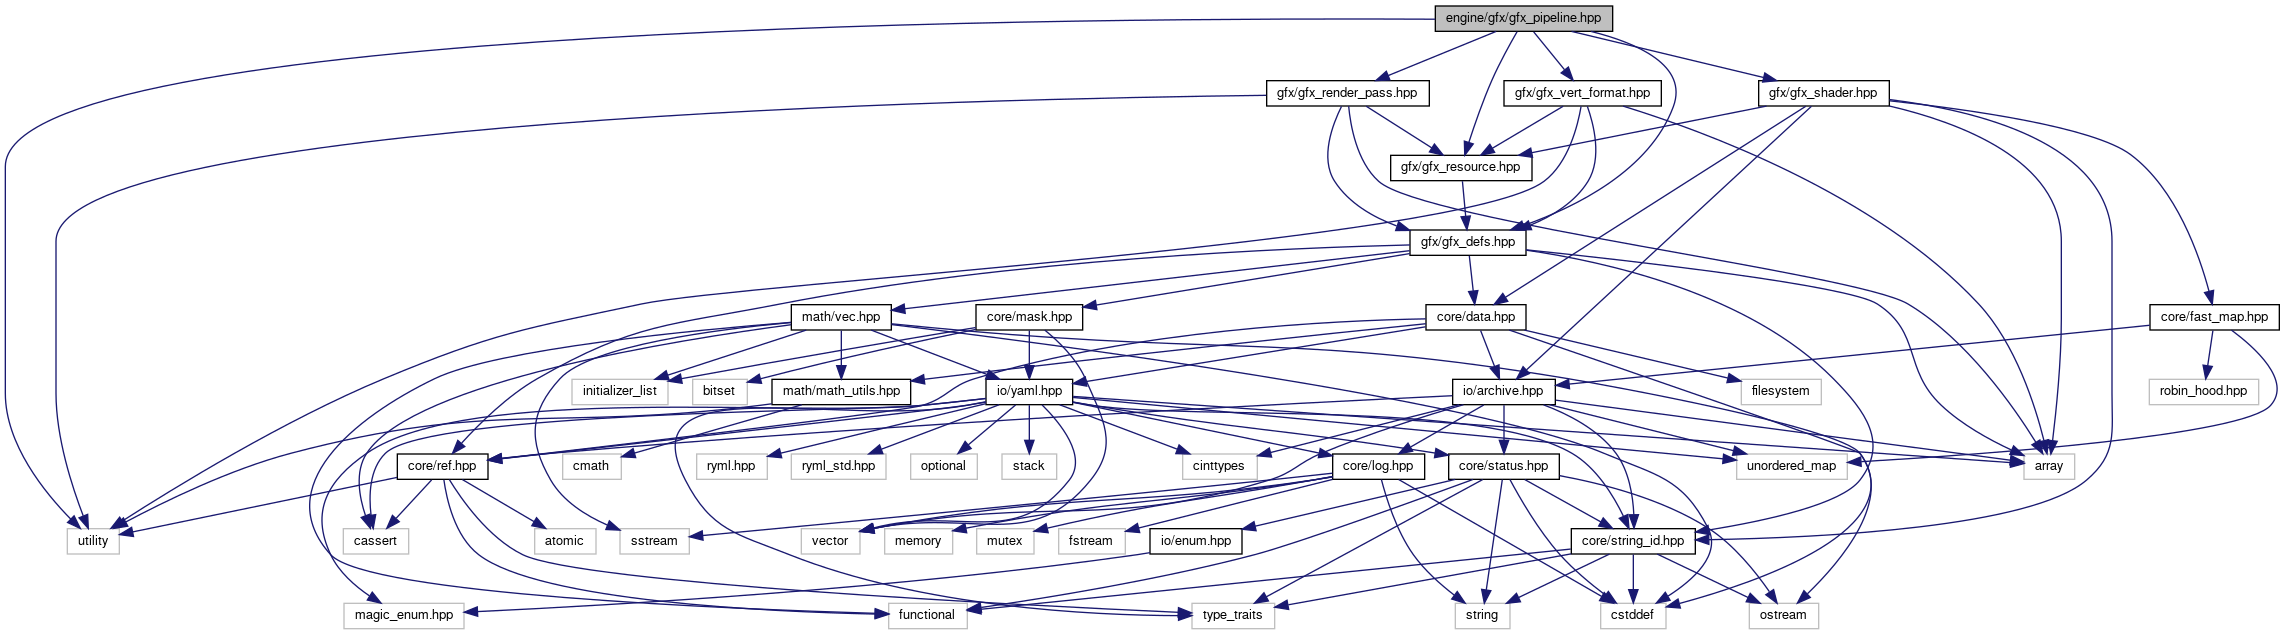 engine/gfx/gfx_pipeline.hpp
gfx/gfx_render_pass.hpp
gfx/gfx_vert_format.hpp
gfx/gfx_shader.hpp
gfx/gfx_resource.hpp
gfx/gfx_defs.hpp
math/vec.hpp
core/mask.hpp
core/data.hpp
core/fast_map.hpp
initializer_list
bitset
math/math_utils.hpp
io/yaml.hpp
io/archive.hpp
filesystem
robin_hood.hpp
core/ref.hpp
cmath
ryml.hpp
ryml_std.hpp
optional
stack
cinttypes
core/log.hpp
core/status.hpp
unordered_map
array
utility
cassert
atomic
sstream
vector
memory
mutex
fstream
io/enum.hpp
core/string_id.hpp
magic_enum.hpp
functional
type_traits
string
cstddef
ostream